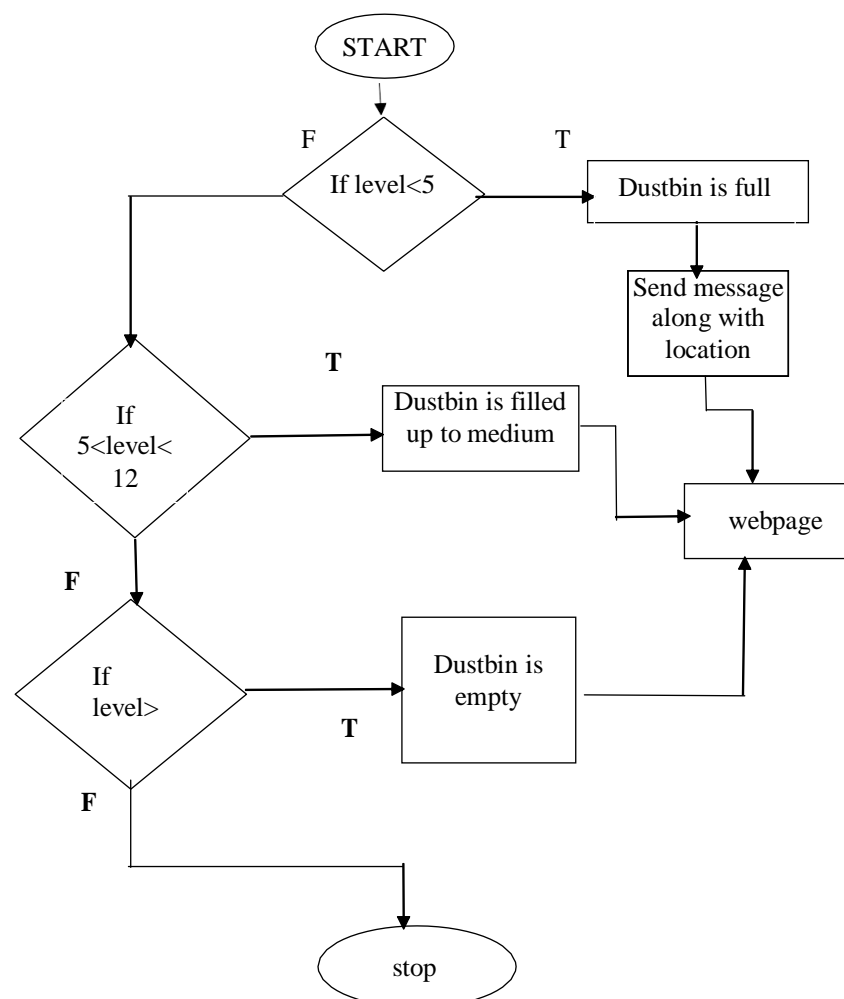 START
F
T
If level<5
Dustbin is full
Send message
along with
location
T
If
5<level<
12
Dustbin is filled
up to medium
webpage
F
If
level>
Dustbin is
empty
T
F
stop